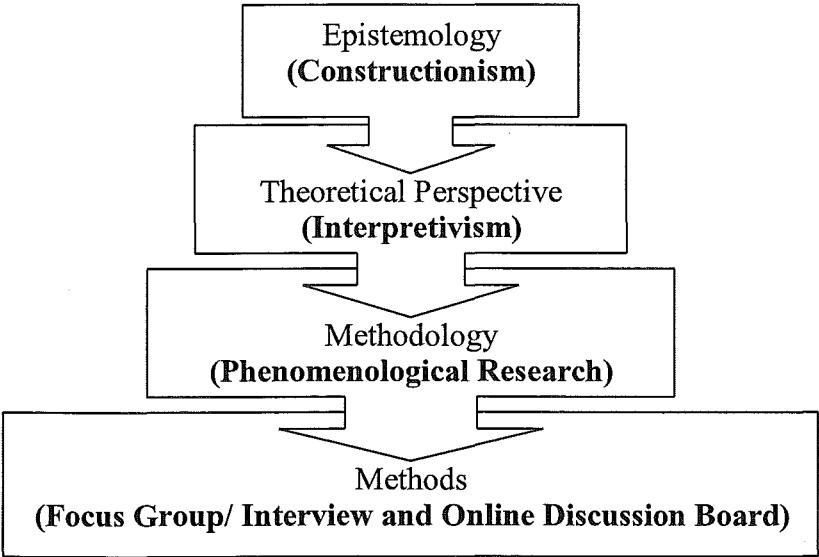 Epistemology
(Constructionism)
Theoretical Perspective
(Interpretivism)
Methodology
(Phenomenological Research)
Methods
(Focus Group/ Interview and Online Discussion Board)